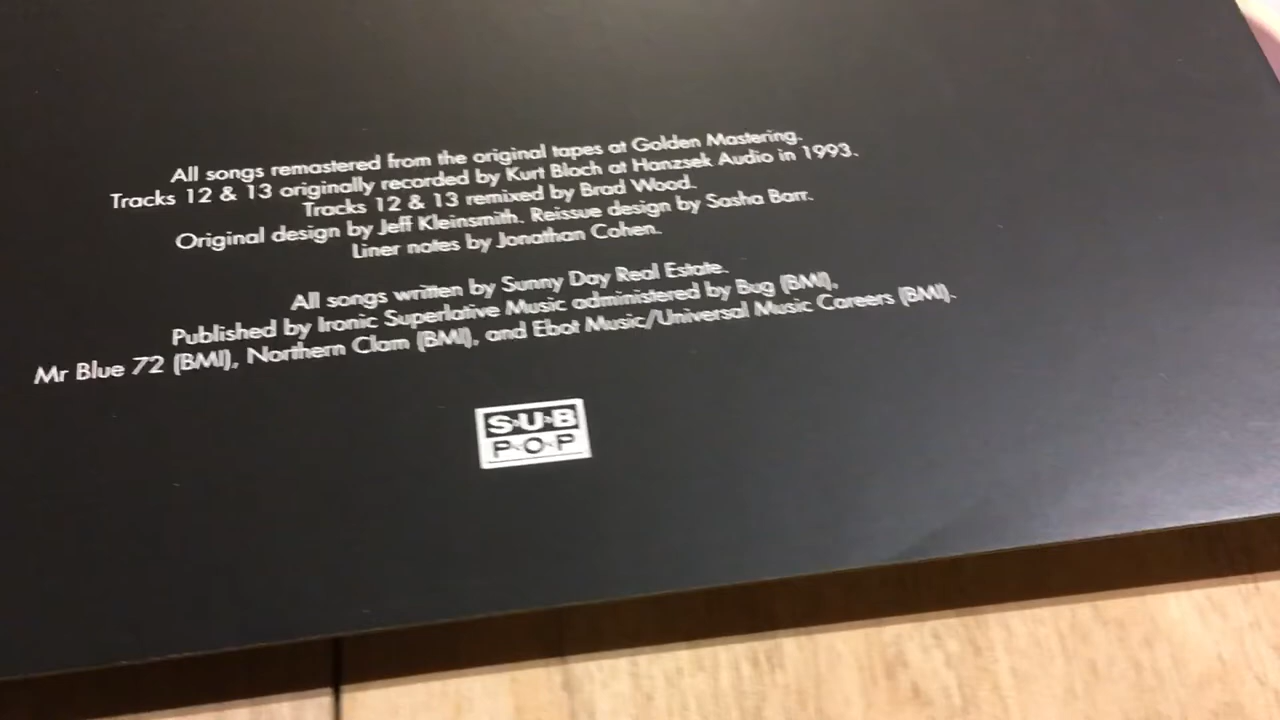 All songs remastered from the original tapes at Golden Mastering.
Tracks 12 & 13 originally recorded by Kurt Bloch at Hanzsek Audio in 1993.
Tracks 12 & 13 remixed by Brad Wood.
Original design by Jeff Kleinsmith. Reissue design by Sasha Barr.
Liner notes by Jonathan Cohen.
All songs written by Sunny Day Real Estate.
Published by Ironic Superlative Music administered by Bug (BMI),
Mr Blue 72 (BMI), Northern Clam (BMI), and Ebot Music/Universal Music Careers (BMI).
SUB
POP